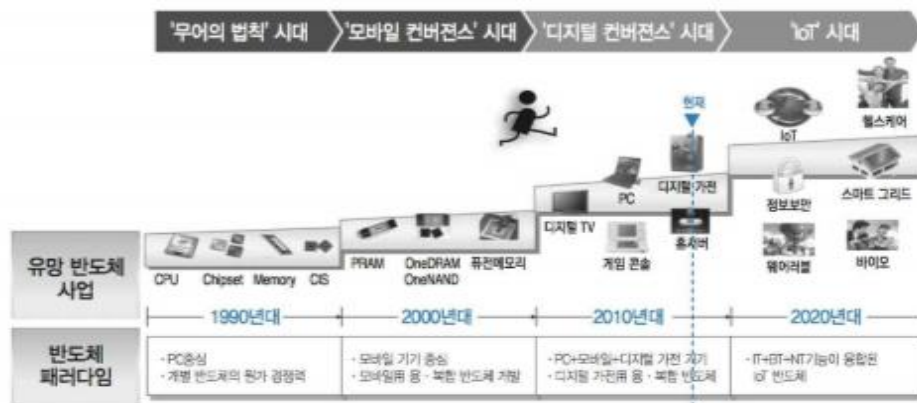 '무어의 법칙' 시대
'모바일 컨버젼스' 시대
'디지털 컨버젼스' 시대
'IoT' 시대
현재
IoT
헬스케어
PC
디지털 가전
정보보안
스마트 그리드
디지털 TV
게임 콘솔
홈서버
웨어러블
바이오
유망 반도체
사업
CPU
Chipset
Memory
CIS
PRAM
OneDRAM
OneNAND
퓨전메모리
1990년대
2000년대
2010년대
2020년대
반도체
패러다임
· PC중심
· 개별 반도체의 원가 경쟁력
· 모바일 기기 중심
· 모바일用 융 · 복합 반도체 개발
· PC+모바일+디지털 가전 기기
· 디지털 가전用 융 · 복합 반도체
· IT+BT+NT기능이 융합된
IoT 반도체